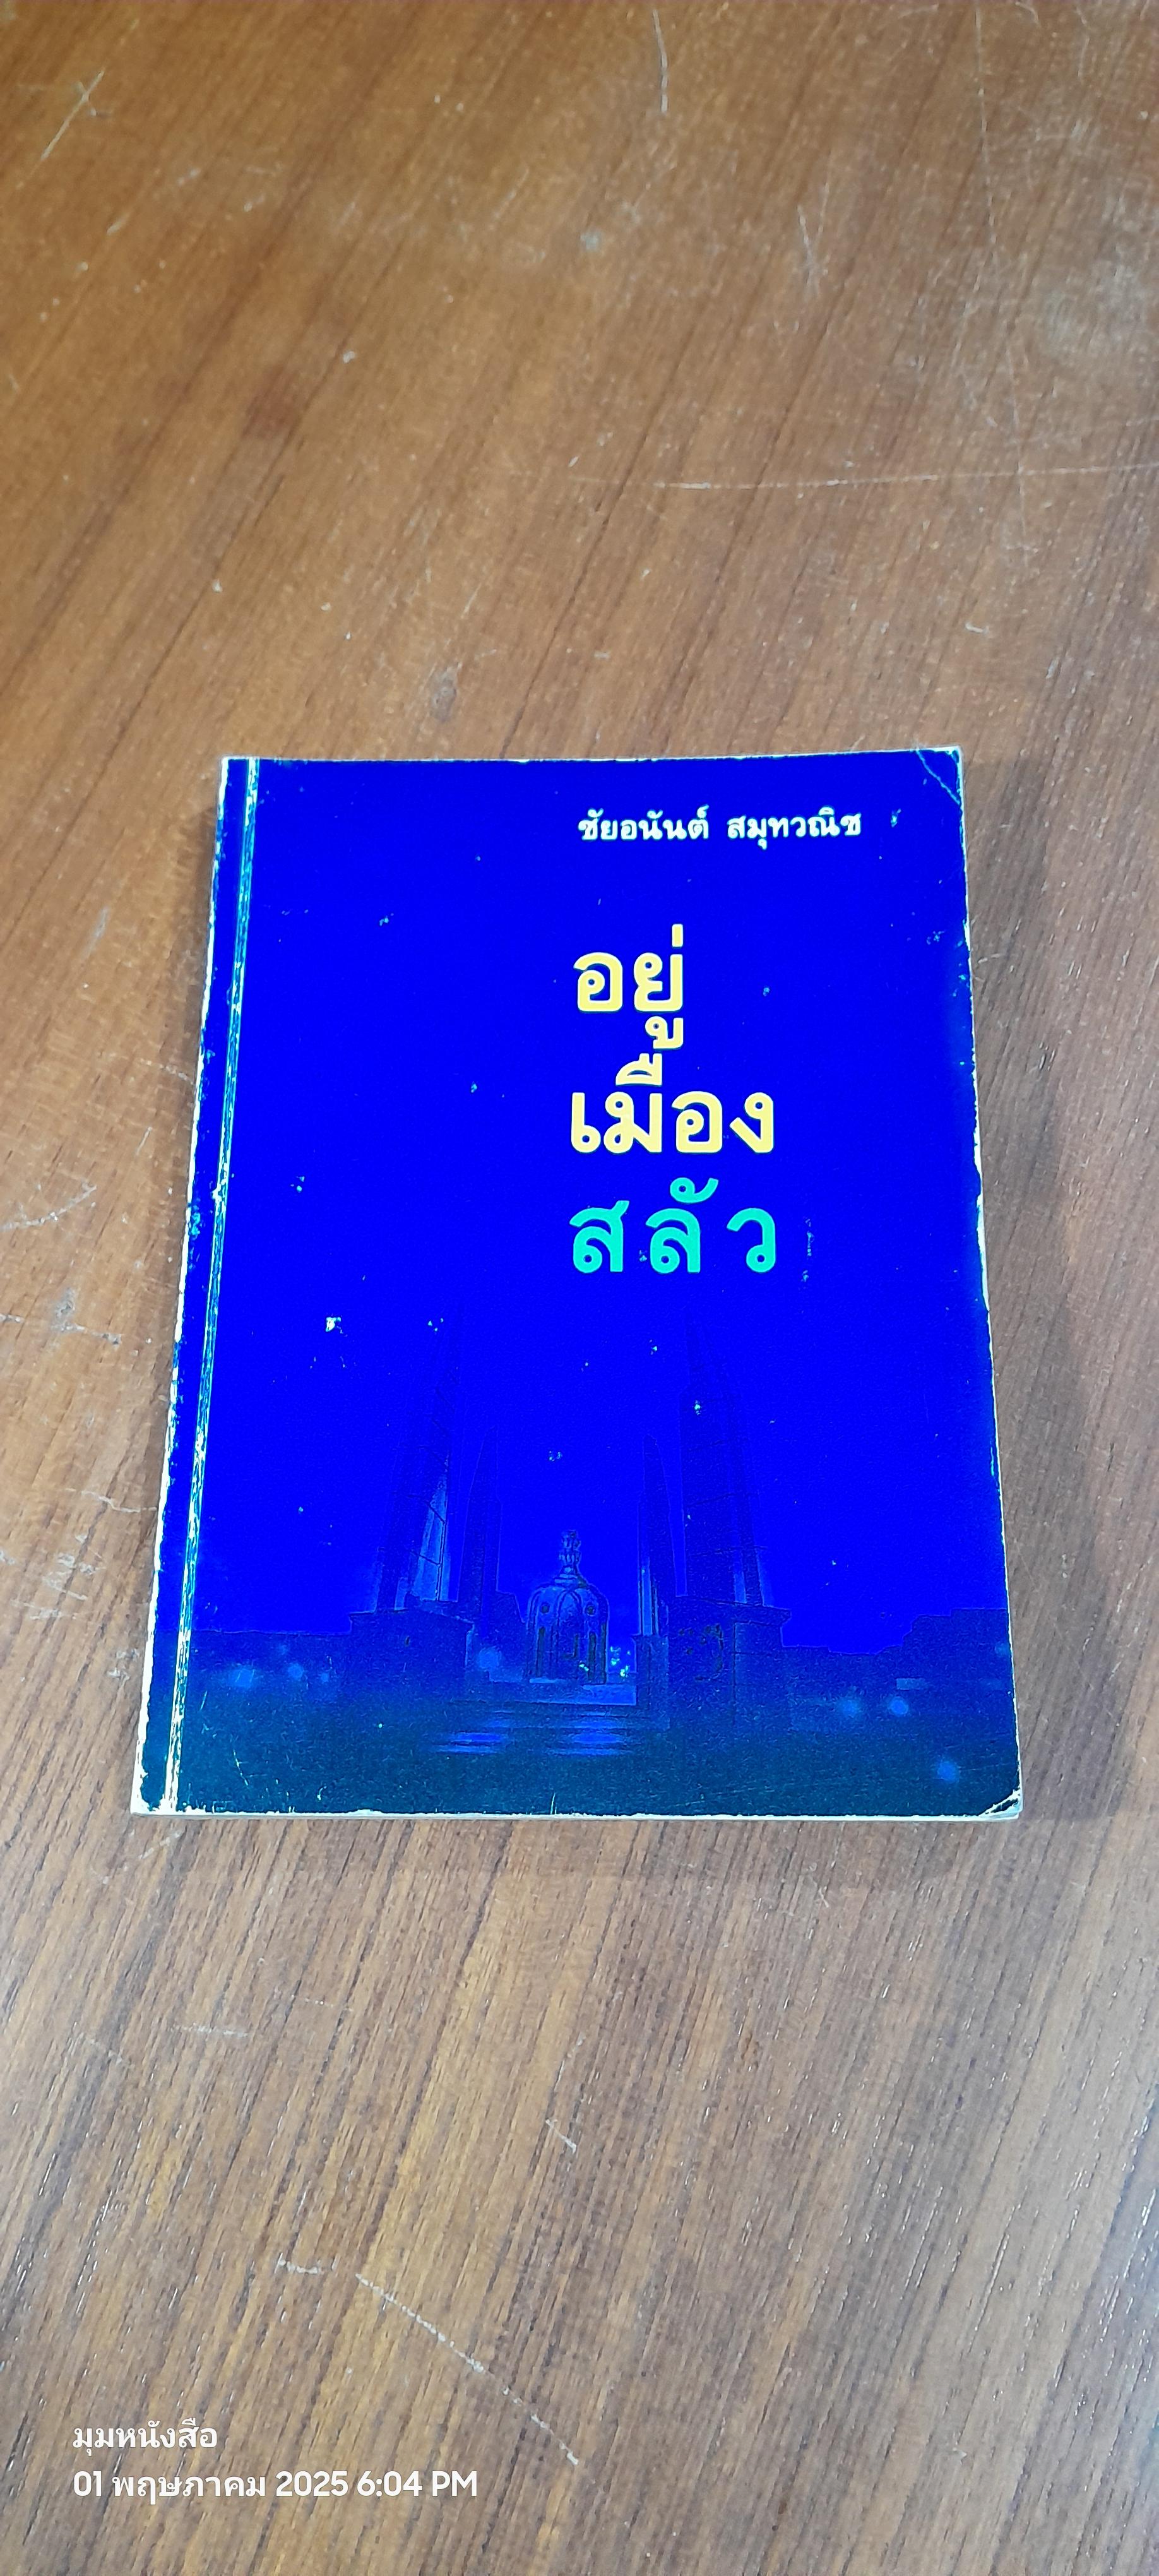 ชัยอนันต์ สมุทวณิช
อยู่
เมือง
สลัว
มุมหนังสือ
01 พฤษภาคม 2025 6:04 PM